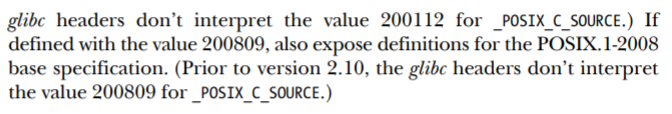 glibc headers don’t interpret the value 200112 for _POSIX_C_SOURCE.) If
defined with the value 200809, also expose definitions for the POSIX.1-2008
base specification. (Prior to version 2.10, the glibc headers don’t interpret
the value 200809 for _POSIX_C_SOURCE.)